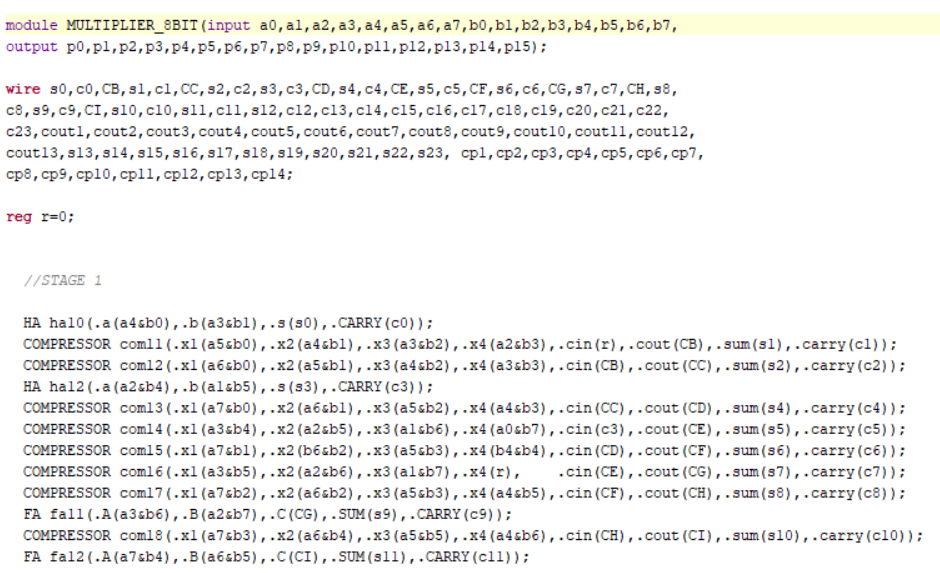 module MULTIPLIER_8BIT(input a0,a1,a2,a3,a4,a5,a6,a7,b0,b1,b2,b3,b4,b5,b6,b7,
output p0,p1,p2,p3,p4,p5,p6,p7,p8,p9,p10,p11,p12,p13,p14,p15);
wire s0,c0,CB,s1,c1,CC,s2,c2,s3,c3,CD,s4,c4,CE,s5,c5,CF,s6,c6,CG,s7,c7,CH,s8,
c8,s9,c9,CI,s10,c10,s11,c11,s12,c12,c13,c14,c15,c16,c17,c18,c19,c20,c21,c22,
c23,cout1,cout2,cout3,cout4,cout5,cout6,cout7,cout8,cout9,cout10,cout11,cout12,
cout13,s13,s14,s15,s16,s17,s18,s19,s20,s21,s22,s23, cp1,cp2,cp3,cp4,cp5,cp6,cp7,
cp8,cp9,cp10,cp11,cp12,cp13,cp14;
reg r=0;
//STAGE 1
HA ha10(.a(a4&b0),.b(a3&b1),.s(s0),.CARRY(c0));
COMPRESSOR com11(.x1(a5&b0),.x2(a4&b1),.x3(a3&b2),.x4(a2&b3),.cin(r),.cout(CB),.sum(s1),.carry(c1));
COMPRESSOR com12(.x1(a6&b0),.x2(a5&b1),.x3(a4&b2),.x4(a3&b3),.cin(CB),.cout(CC),.sum(s2),.carry(c2));
HA ha12(.a(a2&b4),.b(a1&b5),.s(s3),.CARRY(c3));
COMPRESSOR com13(.x1(a7&b0),.x2(a6&b1),.x3(a5&b2),.x4(a4&b3),.cin(CC),.cout(CD),.sum(s4),.carry(c4));
COMPRESSOR com14(.x1(a3&b4),.x2(a2&b5),.x3(a1&b6),.x4(a0&b7),.cin(c3),.cout(CE),.sum(s5),.carry(c5));
COMPRESSOR com15(.x1(a7&b1),.x2(b6&b2),.x3(a5&b3),.x4(b4&b4),.cin(CD),.cout(CF),.sum(s6),.carry(c6));
COMPRESSOR com16(.x1(a3&b5),.x2(a2&b6),.x3(a1&b7),.x4(r), .cin(CE),.cout(CG),.sum(s7),.carry(c7));
COMPRESSOR com17(.x1(a7&b2),.x2(a6&b2),.x3(a5&b3),.x4(a4&b5),.cin(CF),.cout(CH),.sum(s8),.carry(c8));
FA fa11(.A(a3&b6),.B(a2&b7),.C(CG),.SUM(s9),.CARRY(c9));
COMPRESSOR com18(.x1(a7&b3),.x2(a6&b4),.x3(a5&b5),.x4(a4&b6),.cin(CH),.cout(CI),.sum(s10),.carry(c10));
FA fa12(.A(a7&b4),.B(a6&b5),.C(CI),.SUM(s11),.CARRY(c11));